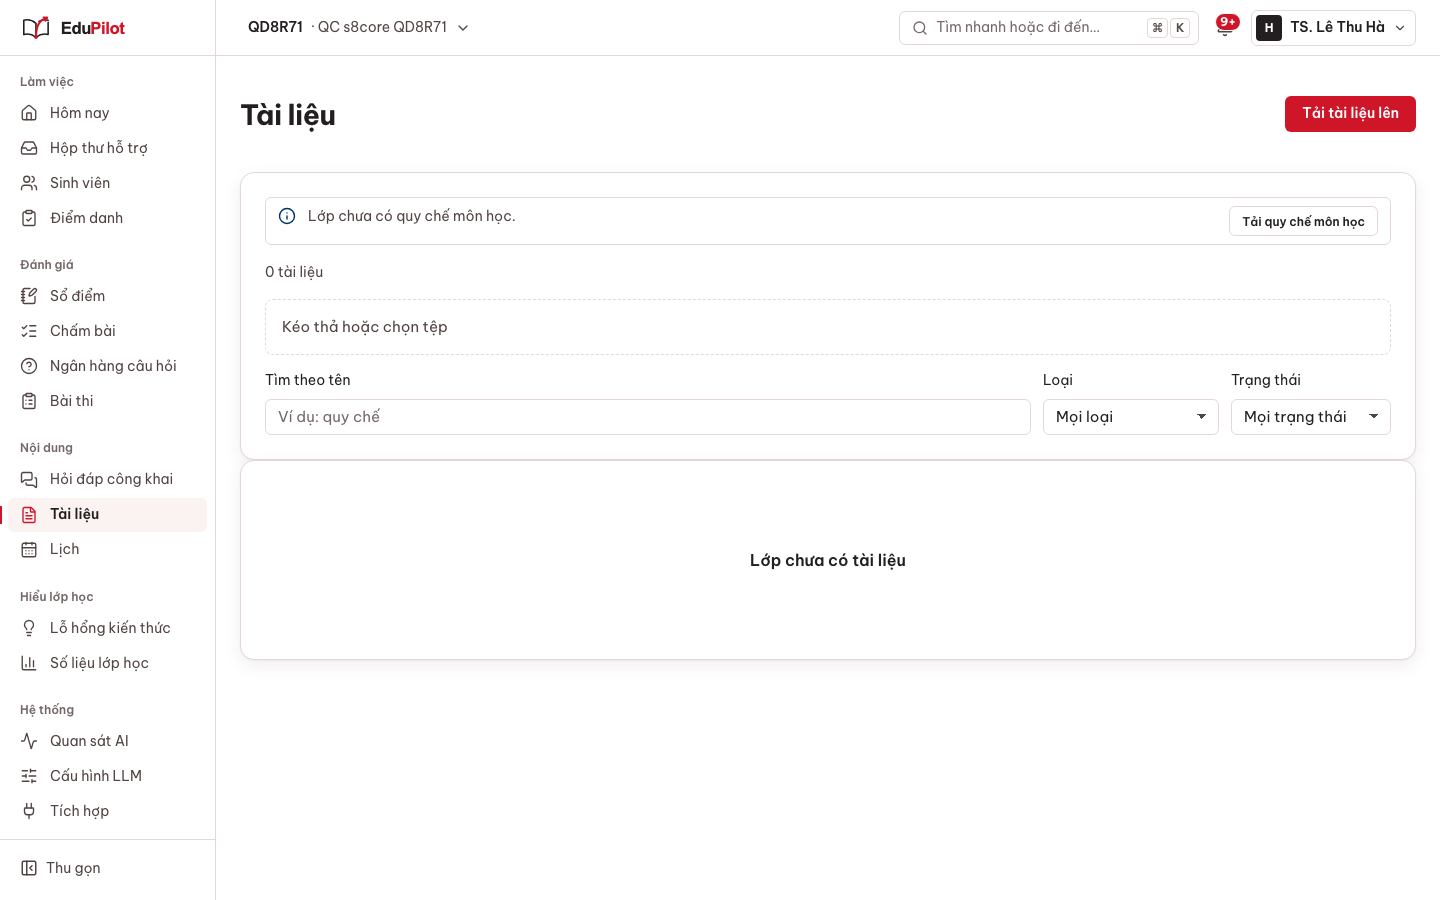 EduPilot
QD8R71 · QC s8core QD8R71
Tìm nhanh hoặc đi đến... ⌘ K
9+
H TS. Lê Thu Hà
Làm việc
Hôm nay
Hộp thư hỗ trợ
Sinh viên
Điểm danh
Đánh giá
Sổ điểm
Chấm bài
Ngân hàng câu hỏi
Bài thi
Nội dung
Hỏi đáp công khai
Tài liệu
Lịch
Hiểu lớp học
Lỗ hổng kiến thức
Số liệu lớp học
Hệ thống
Quan sát AI
Cấu hình LLM
Tích hợp
Thu gọn
Tài liệu
Tải tài liệu lên
Lớp chưa có quy chế môn học.
Tải quy chế môn học
0 tài liệu
Kéo thả hoặc chọn tệp
Tìm theo tên
Ví dụ: quy chế
Loại
Mọi loại
Trạng thái
Mọi trạng thái
Lớp chưa có tài liệu